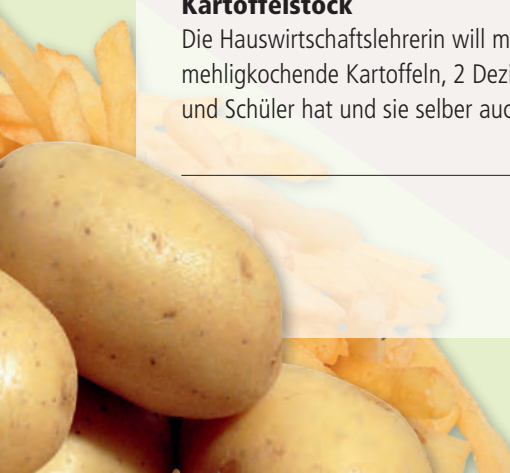 Kartoffelstock
Die Hauswirtschaftslehrerin will m
mehligkochende Kartoffeln, 2 Dezi
und Schüler hat und sie selber auc